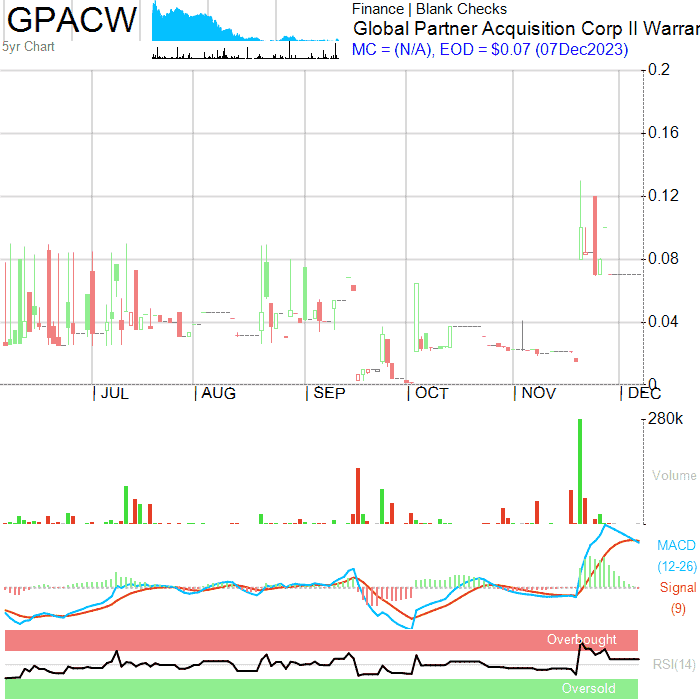 GPACW
5yr Chart
Finance | Blank Checks
Global Partner Acquisition Corp II Warran
MC = (N/A), EOD = $0.07 (07Dec2023)
0.2
0.16
0.12
0.08
0.04
0
JUL AUG SEP OCT NOV DEC
280k
Volume
MACD
(12-26)
Signal
(9)
Overbought
RSI(14)
Oversold